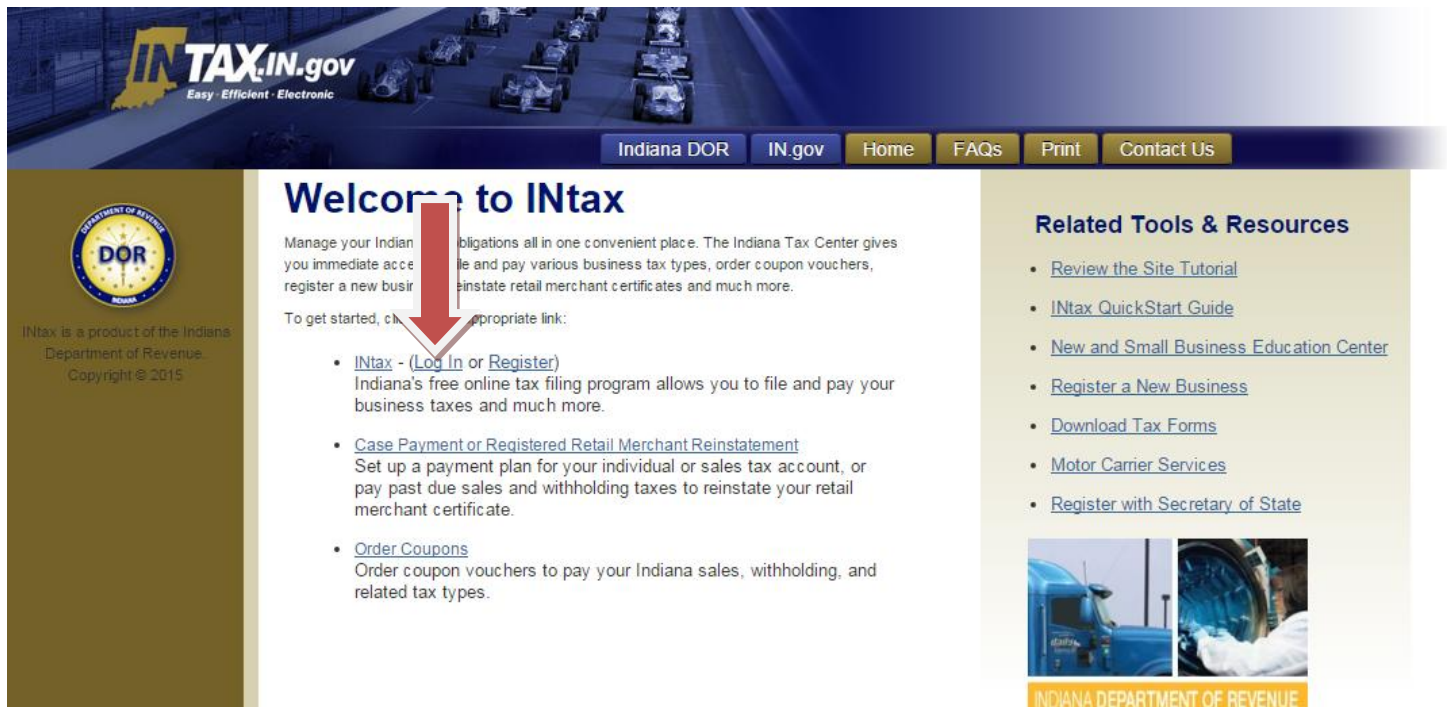 INTAX.IN.gov
Easy · Efficient · Electronic
Indiana DOR IN.gov Home FAQs Print Contact Us
DEPARTMENT OF REVENUE
DOR
INDIANA
INtax is a product of the Indiana
Department of Revenue.
Copyright © 2015
Welcome to INtax
Manage your Indian obligations all in one convenient place. The Indiana Tax Center gives
you immediate acce file and pay various business tax types, order coupon vouchers,
register a new busin reinstate retail merchant certificates and much more.
To get started, cli appropriate link:
• INtax - (Log In or Register)
Indiana's free online tax filing program allows you to file and pay your
business taxes and much more.
• Case Payment or Registered Retail Merchant Reinstatement
Set up a payment plan for your individual or sales tax account, or
pay past due sales and withholding taxes to reinstate your retail
merchant certificate.
• Order Coupons
Order coupon vouchers to pay your Indiana sales, withholding, and
related tax types.
Related Tools & Resources
• Review the Site Tutorial
• INtax QuickStart Guide
• New and Small Business Education Center
• Register a New Business
• Download Tax Forms
• Motor Carrier Services
• Register with Secretary of State
INDIANA DEPARTMENT OF REVENUE